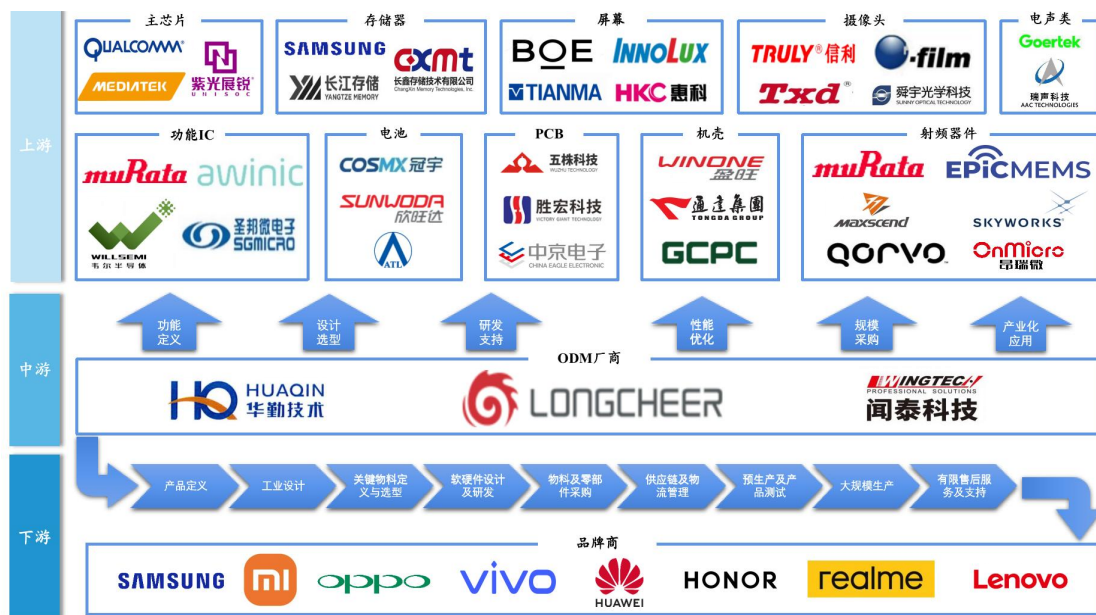 上游
主芯片
QUALCOMM®
MEDIATEK
紫光展锐®
UNISOC
存储器
SAMSUNG
cxmt
长江存储
YANGTZE MEMORY
长鑫存储技术有限公司
ChangXin Memory Technologies, Inc.
屏幕
BOE
INNOLUX
TIANMA
HKC 惠科
摄像头
TRULY®信利
-film
Txd®
舜宇光学科技
SUNNY OPTICAL TECHNOLOGY
电声类
Goertek
瑞声科技
AAC TECHNOLOGIES
功能IC
muRata
awinic
WILLSEMI
韦尔半导体
圣邦微电子
SGMICRO
电池
COSMX 冠宇
SUNWODA
欣旺达
ATL
PCB
五株科技
WUZHU TECHNOLOGY
胜宏科技
VICTORY GIANT TECHNOLOGY
中京电子
CHINA EAGLE ELECTRONIC
机壳
WINONE
盈旺
通达集團
TONGDA GROUP
GCPC
射频器件
muRata
EPICMEMS
MAXSCEND
SKYWORKS®
QORVO
OnMicro
昂瑞微
中游
功能
定义
设计
选型
研发
支持
性能
优化
规模
采购
产业化
应用
ODM厂商
HQ
HUAQIN
华勤技术
LONGCHEER
WINGTECH
PROFESSIONAL SOLUTIONS
闻泰科技
下游
产品定义
工业设计
关键物料定
义与选型
软硬件设计
及研发
物料及零部
件采购
供应链及物
流管理
预生产及产
品测试
大规模生产
有限售后服
务及支持
品牌商
SAMSUNG
mi
oppo
vivo
HUAWEI
HONOR
realme
Lenovo